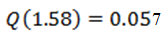 Q(1.58) = 0.057